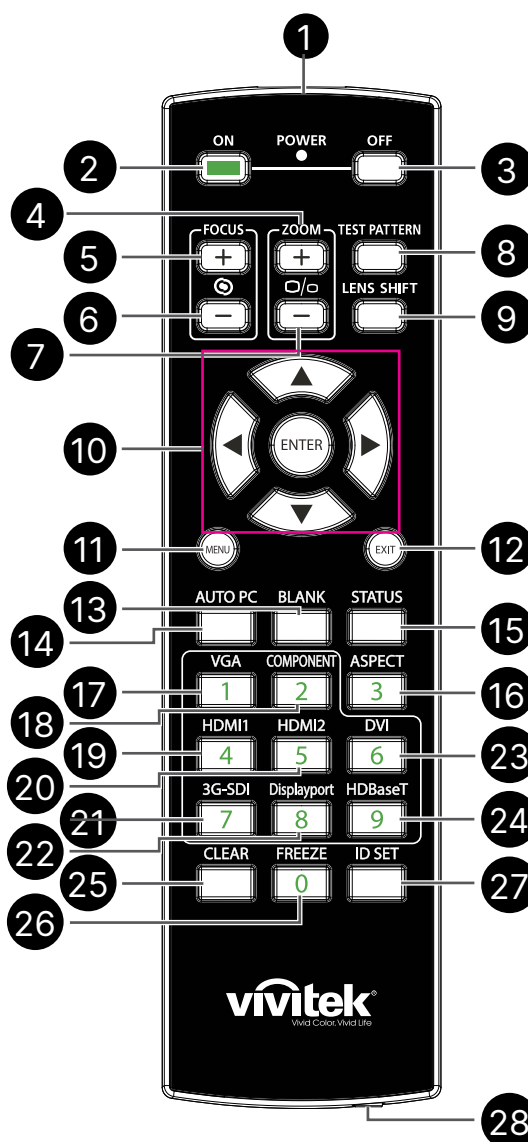 1
ON POWER OFF
2
3
4
FOCUS ZOOM TEST PATTERN
5 + + 8
LENS SHIFT
6 − − 9
7
10 ENTER
11 MENU EXIT 12
13
AUTO PC BLANK STATUS
14
15
VGA COMPONENT ASPECT
17 1 2 3 16
18
HDMI1 HDMI2 DVI
19 4 5 6 23
20
3G-SDI Displayport HDBaseT
21 7 8 9 24
22
CLEAR FREEZE ID SET
25 0 27
26
vivitek®
Vivid Color. Vivid Life
28